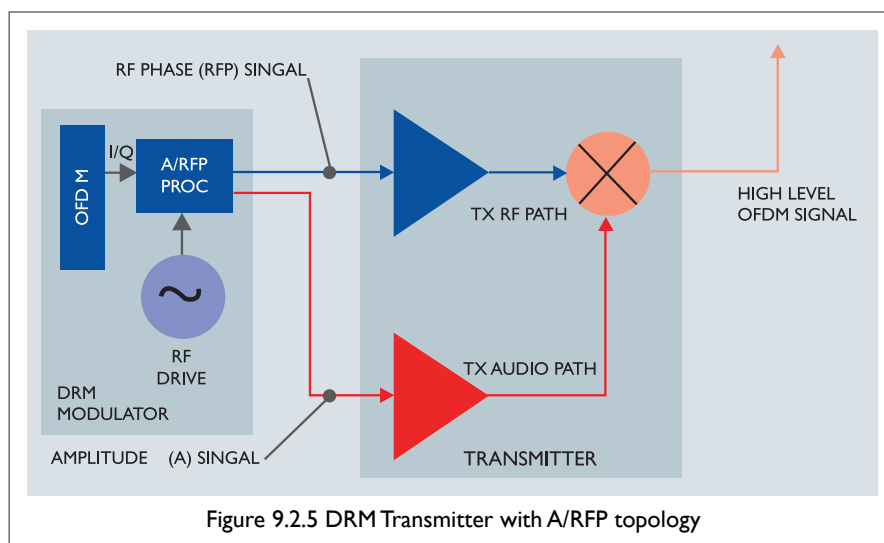 RF PHASE (RFP) SINGAL
I/Q
OFD M
A/RFP
PROC
TX RF PATH
HIGH LEVEL
OFDM SIGNAL
RF
DRIVE
TX AUDIO PATH
DRM
MODULATOR
AMPLITUDE (A) SINGAL
TRANSMITTER
Figure 9.2.5 DRM Transmitter with A/RFP topology